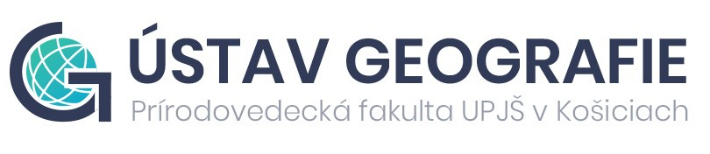 ÚSTAV GEOGRAFIE
Prírodovedecká fakulta UPJŠ v Košiciach